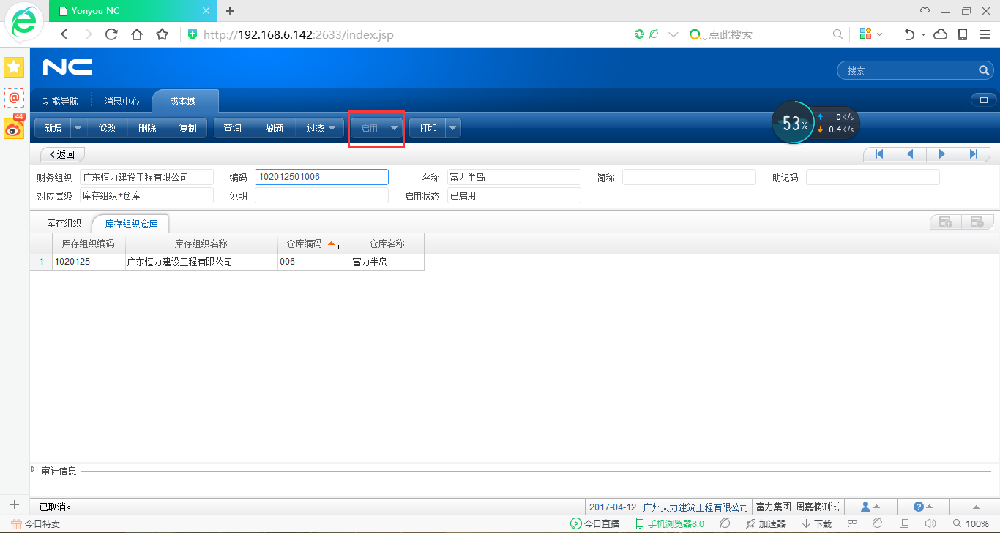 Yonyou NC
http://192.168.6.142:2633/index.jsp
点此搜索
@
44
NC
搜索
功能导航 消息中心 成本域
新增 修改 删除 复制 查询 刷新 过滤 启用 打印
53% 0K/s
0.4K/s
返回
财务组织 广东恒力建设工程有限公司 编码 102012501006 名称 富力半岛 简称 助记码
对应层级 库存组织+仓库 说明 启用状态 已启用
库存组织 库存组织仓库
库存组织编码 库存组织名称 仓库编码 1 仓库名称
1 1020125 广东恒力建设工程有限公司 006 富力半岛
审计信息
已取消。 2017-04-12 广州天力建筑工程有限公司 富力集团 周嘉楠测试
今日特卖 今日直播 手机浏览器8.0 加速器 下载 100%